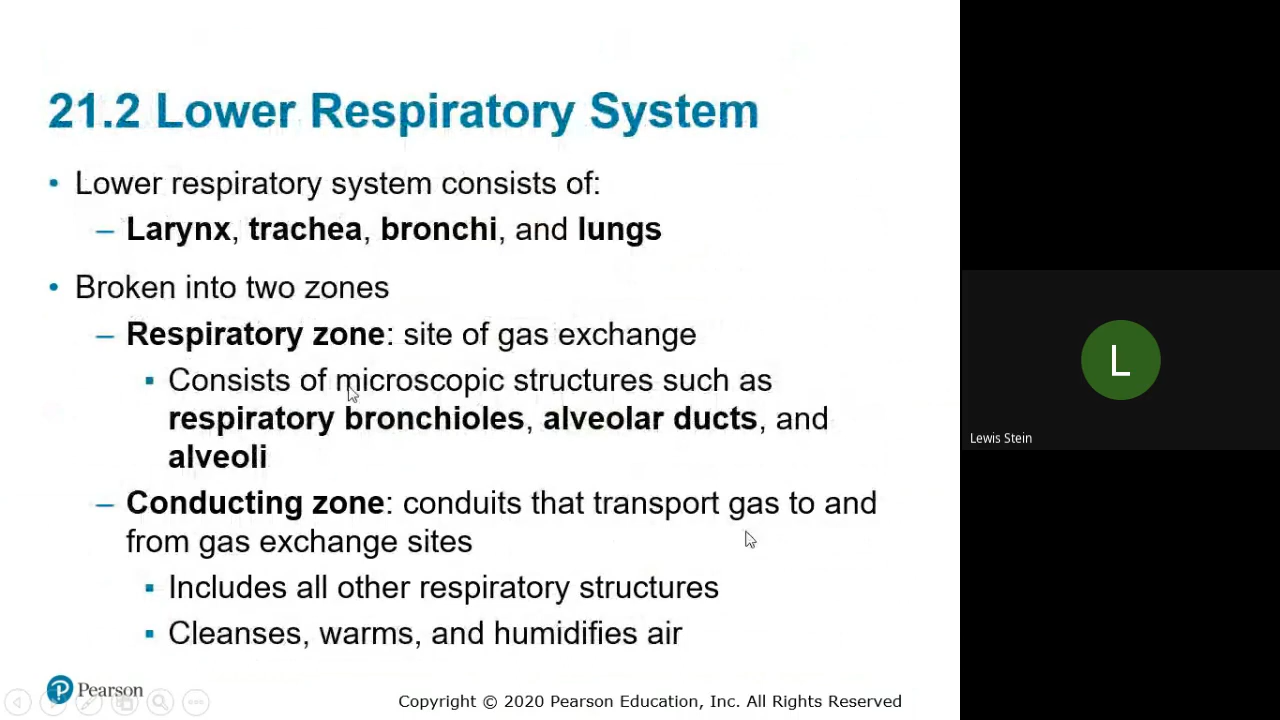 21.2 Lower Respiratory System
• Lower respiratory system consists of:
– Larynx, trachea, bronchi, and lungs
• Broken into two zones
– Respiratory zone: site of gas exchange
▪ Consists of microscopic structures such as
respiratory bronchioles, alveolar ducts, and
alveoli
– Conducting zone: conduits that transport gas to and
from gas exchange sites
▪ Includes all other respiratory structures
▪ Cleanses, warms, and humidifies air
P Pearson
Copyright © 2020 Pearson Education, Inc. All Rights Reserved
L
Lewis Stein